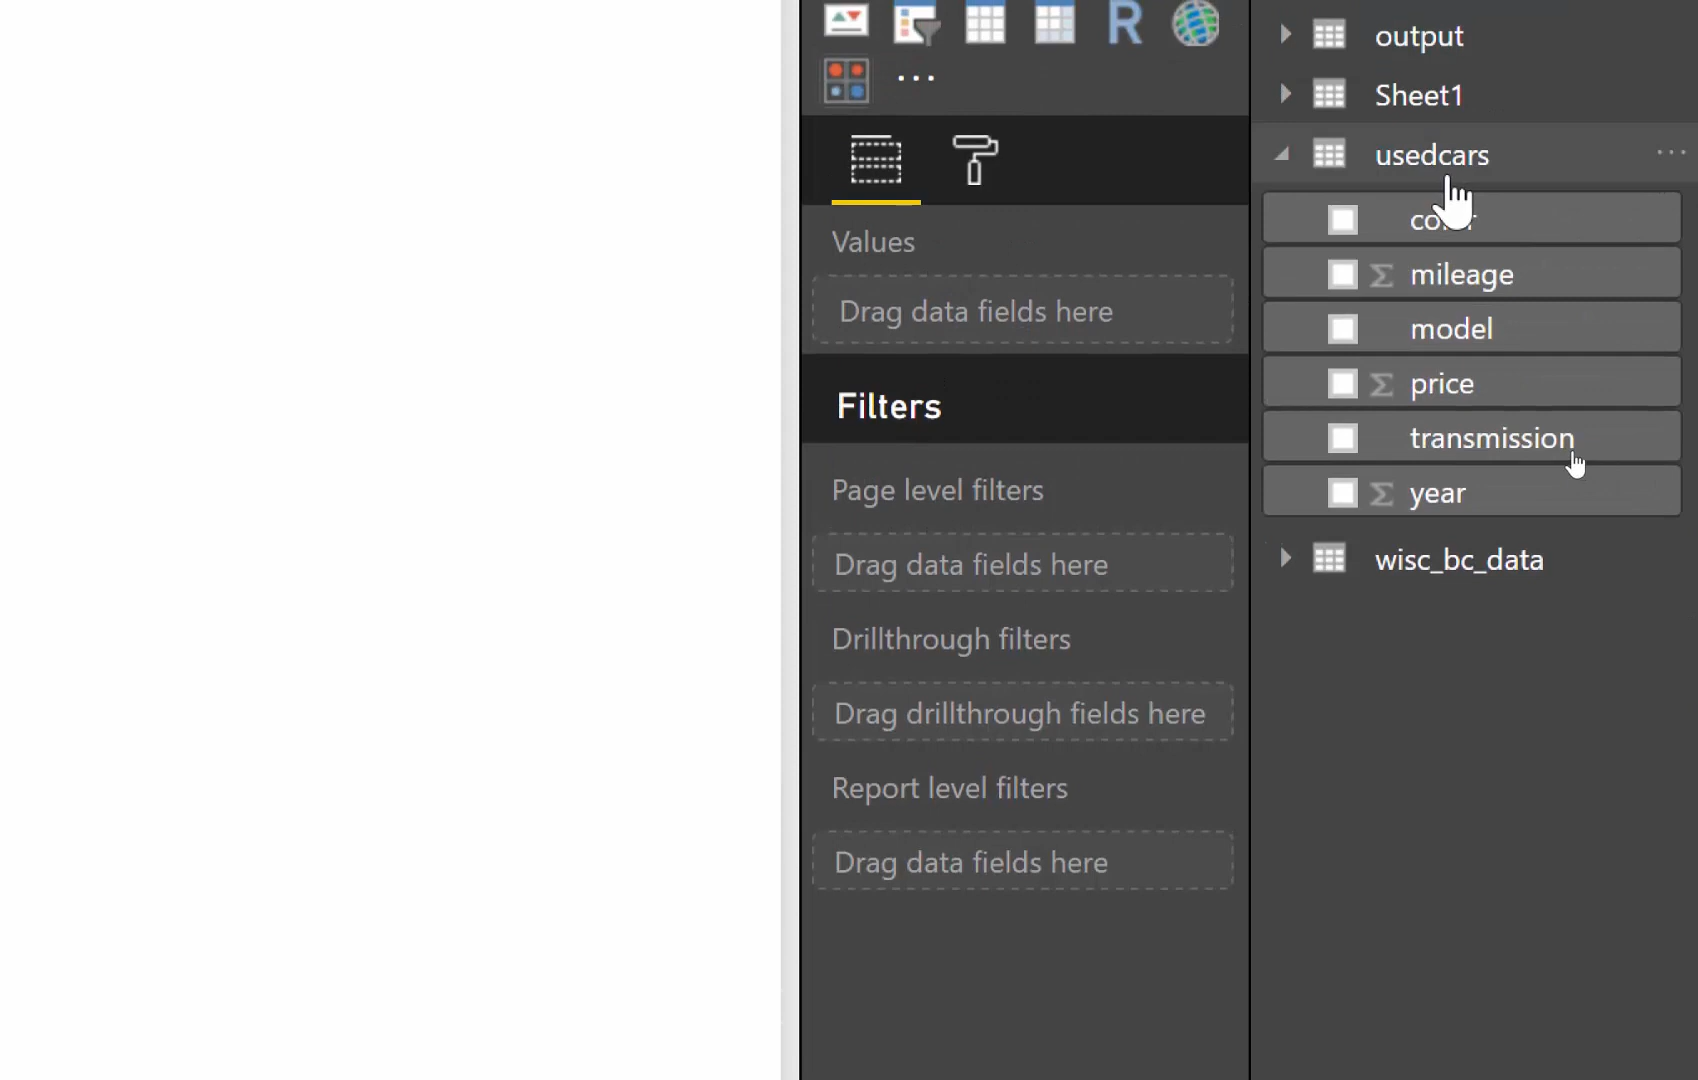 R
...
Values
Drag data fields here
Filters
Page level filters
Drag data fields here
Drillthrough filters
Drag drillthrough fields here
Report level filters
Drag data fields here
output
Sheet1
usedcars
...
Σ mileage
model
Σ price
transmission
Σ year
wisc_bc_data